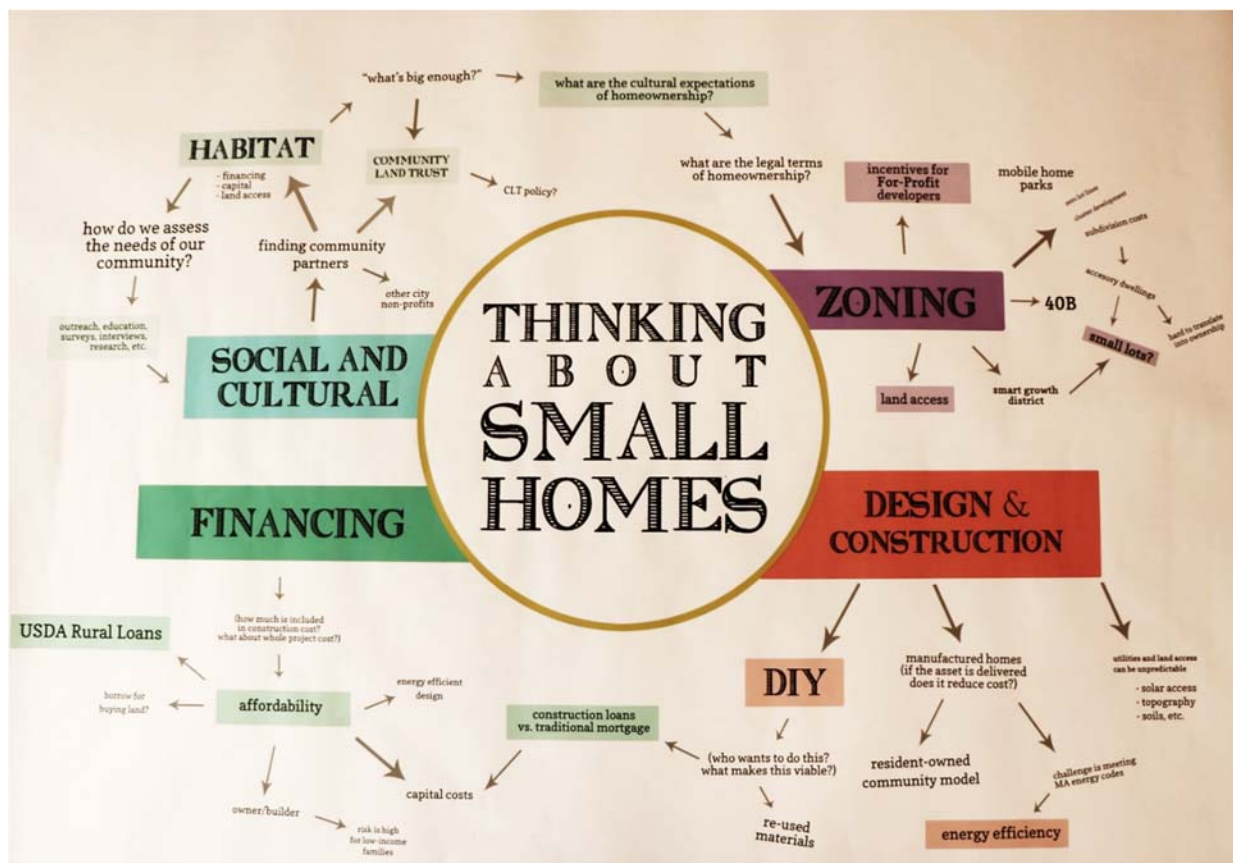 "what's big enough?"
what are the cultural expectations
of homeownership?
HABITAT
- financing
- capital
- land access
COMMUNITY
LAND TRUST
CLT policy?
what are the legal terms
of homeownership?
incentives for
For-Profit
developers
mobile home
parks
zero lot lines
cluster development
subdivision costs
how do we assess
the needs of our
community?
finding community
partners
other city
non-profits
outreach, education,
surveys, interviews,
research, etc.
SOCIAL AND
CULTURAL
THINKING
ABOUT
SMALL
HOMES
ZONING
40B
accesory dwellings
small lots?
hard to translate
into ownership
land access
smart growth
district
FINANCING
(how much is included
in construction cost?
what about whole project cost?)
USDA Rural Loans
borrow for
buying land?
affordability
energy efficient
design
capital costs
owner/builder
risk is high
for low-income
families
construction loans
vs. traditional mortgage
DESIGN &
CONSTRUCTION
DIY
(who wants to do this?
what makes this viable?)
re-used
materials
manufactured homes
(if the asset is delivered
does it reduce cost?)
resident-owned
community model
challenge is meeting
MA energy codes
energy efficiency
utilities and land access
can be unpredictable
- solar access
- topography
- soils, etc.